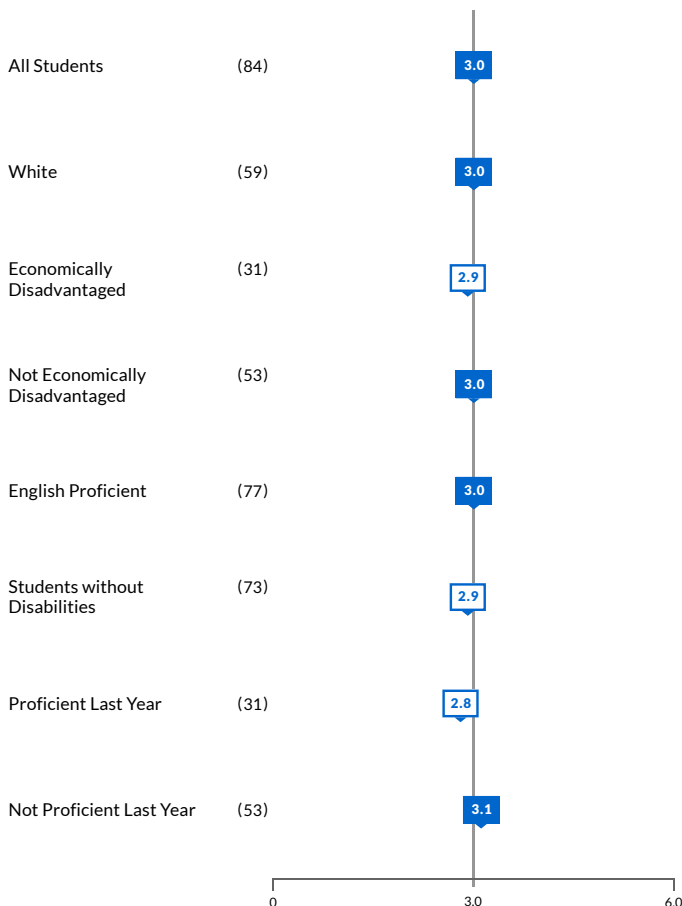 All Students (84) 3.0
White (59) 3.0
Economically
Disadvantaged (31) 2.9
Not Economically
Disadvantaged (53) 3.0
English Proficient (77) 3.0
Students without
Disabilities (73) 2.9
Proficient Last Year (31) 2.8
Not Proficient Last Year (53) 3.1
0 3.0 6.0